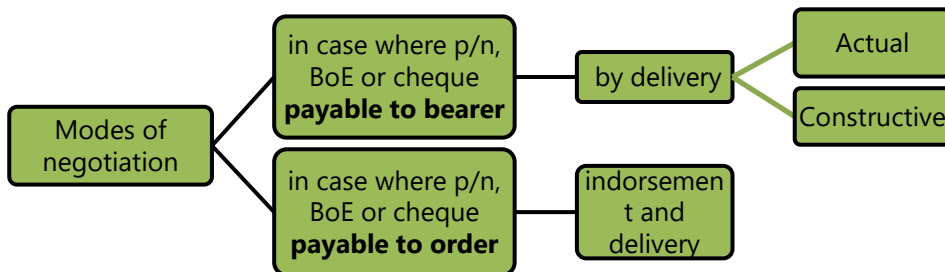 Modes of
negotiation
in case where p/n,
BoE or cheque
payable to bearer
by delivery
Actual
Constructive
in case where p/n,
BoE or cheque
payable to order
indorsemen
t and
delivery